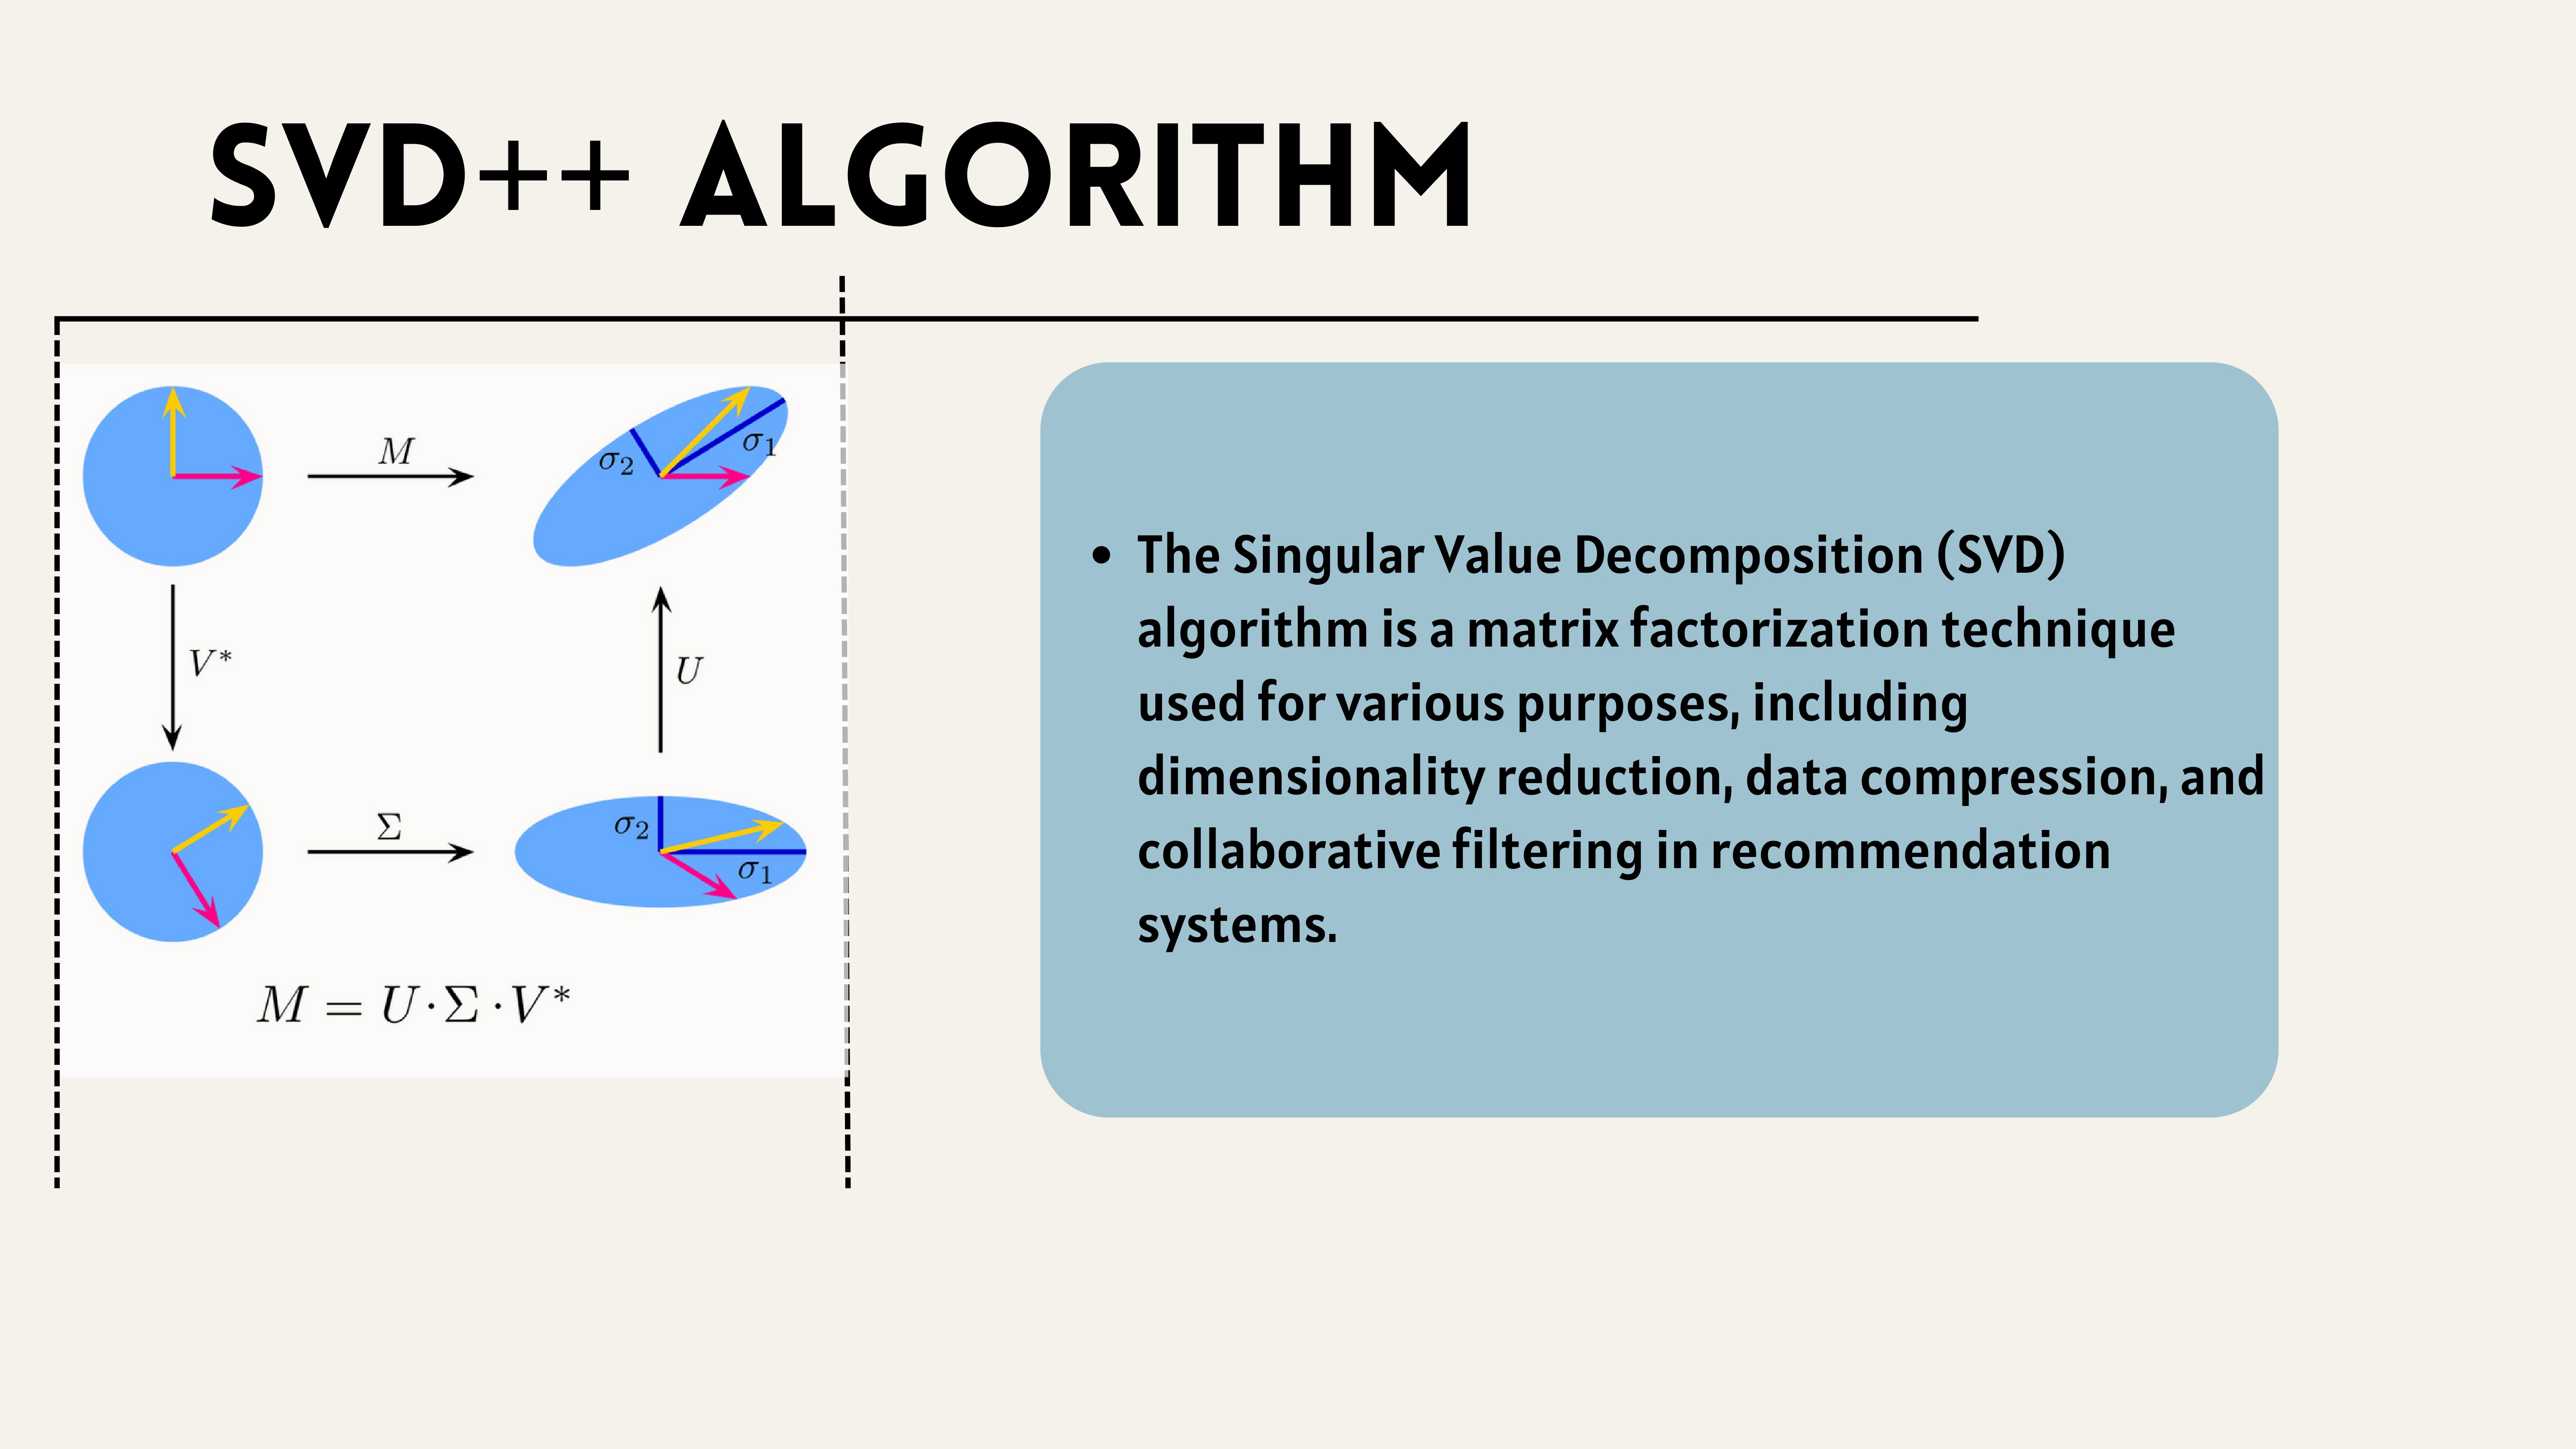 SVD++ ALGORITHM
M
σ2
σ1
V*
U
Σ
σ2
σ1
M = U·Σ·V*
• The Singular Value Decomposition (SVD)
algorithm is a matrix factorization technique
used for various purposes, including
dimensionality reduction, data compression, and
collaborative filtering in recommendation
systems.